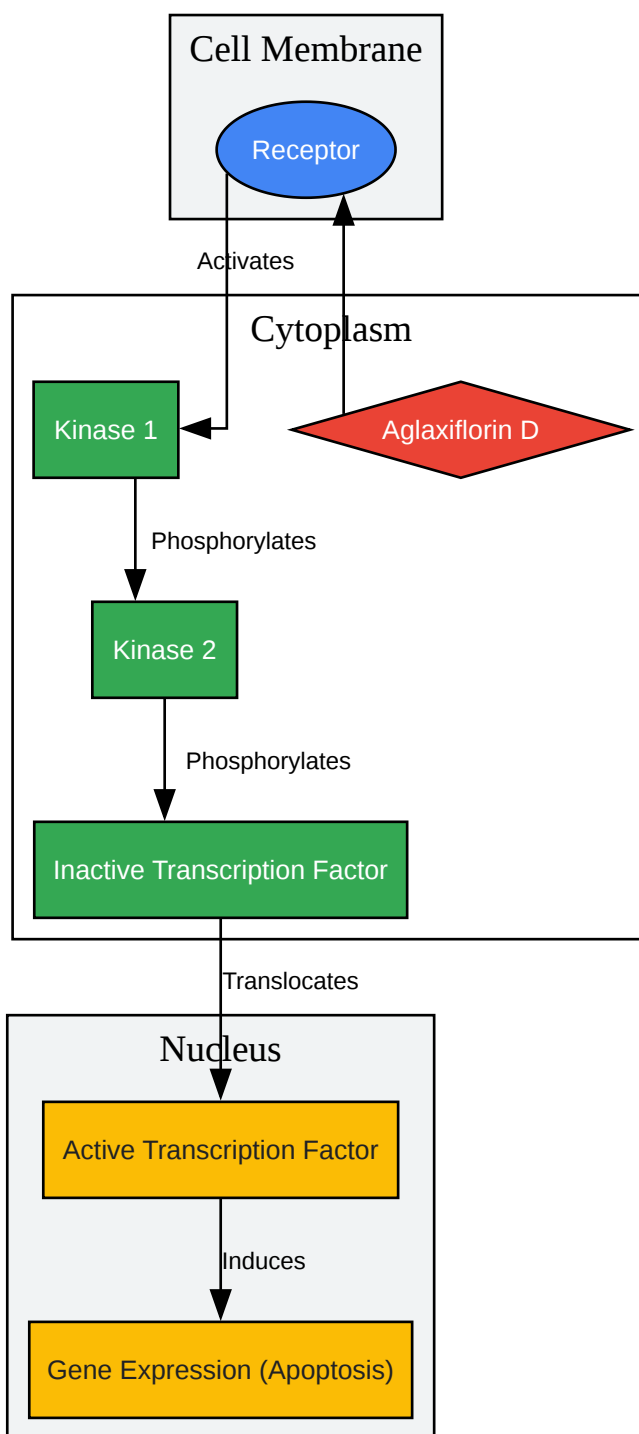 Cell Membrane
Receptor
Activates
Cytoplasm
Kinase 1
Aglaxiflorin D
Phosphorylates
Kinase 2
Phosphorylates
Inactive Transcription Factor
Translocates
Nucleus
Active Transcription Factor
Induces
Gene Expression (Apoptosis)